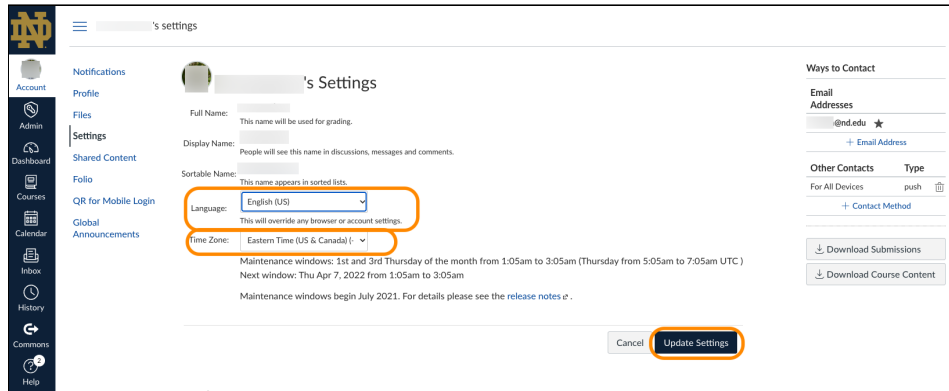 ND
's settings
Account
Admin
Dashboard
Courses
Calendar
Inbox
History
Commons
2
Help
Notifications
Profile
Files
Settings
Shared Content
Folio
QR for Mobile Login
Global
Announcements
's Settings
Full Name:
This name will be used for grading.
Display Name:
People will see this name in discussions, messages and comments.
Sortable Name:
This name appears in sorted lists.
Language: English (US)
This will override any browser or account settings.
Time Zone: Eastern Time (US & Canada) (-
Maintenance windows: 1st and 3rd Thursday of the month from 1:05am to 3:05am (Thursday from 5:05am to 7:05am UTC )
Next window: Thu Apr 7, 2022 from 1:05am to 3:05am
Maintenance windows begin July 2021. For details please see the release notes .
Cancel Update Settings
Ways to Contact
Email
Addresses
@nd.edu ★
+ Email Address
Other Contacts Type
For All Devices push
+ Contact Method
Download Submissions
Download Course Content